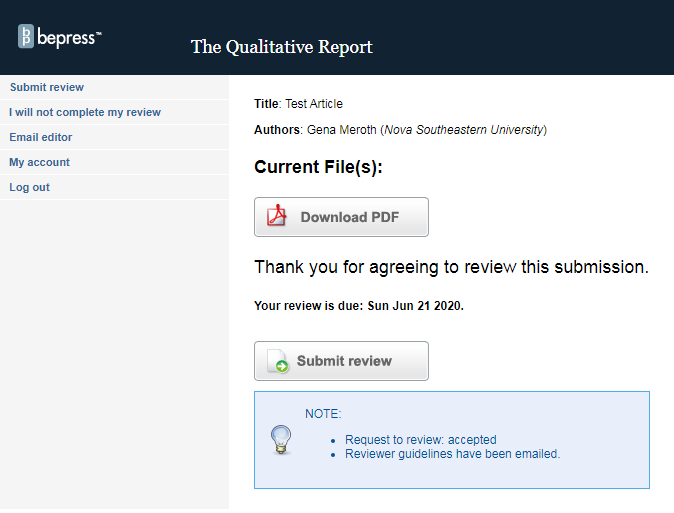 bepress™
The Qualitative Report
Submit review
I will not complete my review
Email editor
My account
Log out
Title: Test Article
Authors: Gena Meroth (Nova Southeastern University)
Current File(s):
Download PDF
Thank you for agreeing to review this submission.
Your review is due: Sun Jun 21 2020.
Submit review
NOTE:
• Request to review: accepted
• Reviewer guidelines have been emailed.